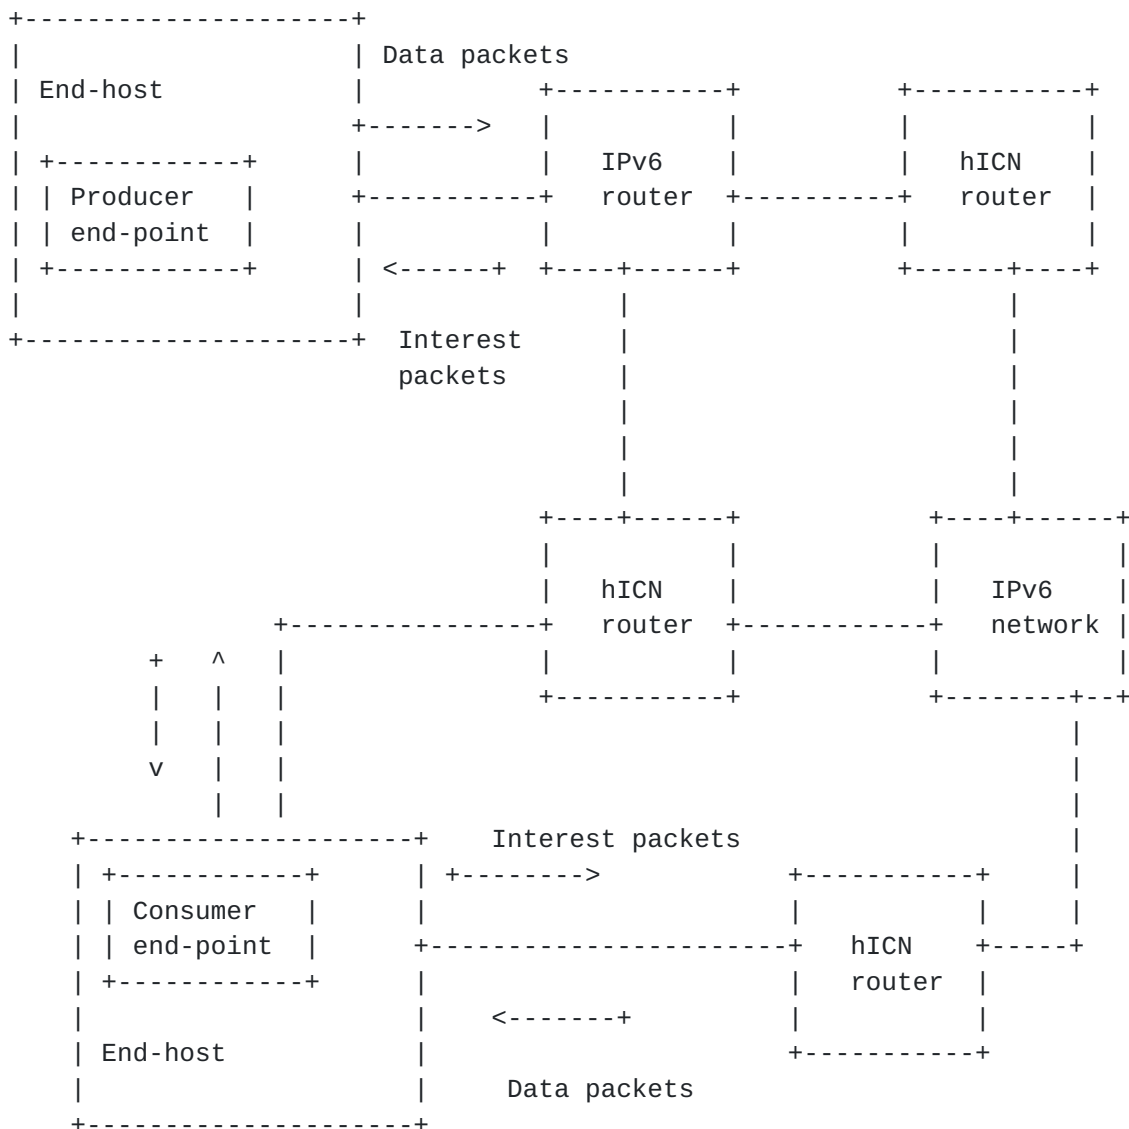 Data packets
End-host
IPv6
router
hICN
router
Producer
end-point
Interest
packets
hICN
router
IPv6
network
Interest packets
Consumer
end-point
hICN
router
End-host
Data packets